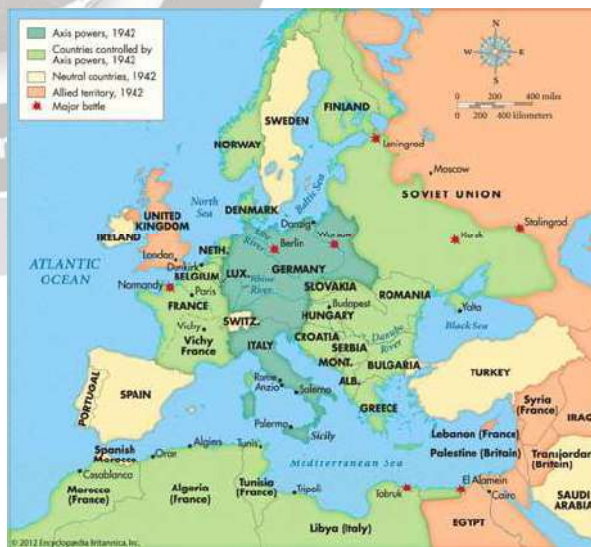 Axis powers, 1942
Countries controlled by
Axis powers, 1942
Neutral countries, 1942
Allied territory, 1942
Major battle
N
W
E
S
0 200 400 miles
0 200 400 kilometers
FINLAND
SWEDEN
NORWAY
Leningrad
Moscow
SOVIET UNION
North
Sea
Baltic Sea
DENMARK
Stalingrad
UNITED
KINGDOM
IRELAND
Danzig
Elbe
River
Warsaw
Kursk
London
NETH.
Berlin
ATLANTIC
OCEAN
Dunkirk
BELGIUM
GERMANY
LUX.
Rhine
River
SLOVAKIA
Normandy
Paris
FRANCE
Budapest
ROMANIA
HUNGARY
Yalta
SWITZ.
Vichy
Vichy
France
CROATIA
Danube
River
Black Sea
SERBIA
ITALY
MONT.
BULGARIA
PORTUGAL
SPAIN
Rome
Anzio
Salerno
ALB.
TURKEY
GREECE
Syria
(France)
IRAQ
Palermo
Sicily
Lebanon (France)
Spanish
Morocco
Oran
Algiers
Tunis
Mediterranean Sea
Palestine (Britain)
Transjordan
(Britain)
Casablanca
Morocco
(France)
Algeria
(France)
Tunisia
(France)
Tripoli
Tobruk
El Alamein
Cairo
SAUDI
ARABIA
Libya (Italy)
EGYPT
© 2012 Encyclopædia Britannica, Inc.